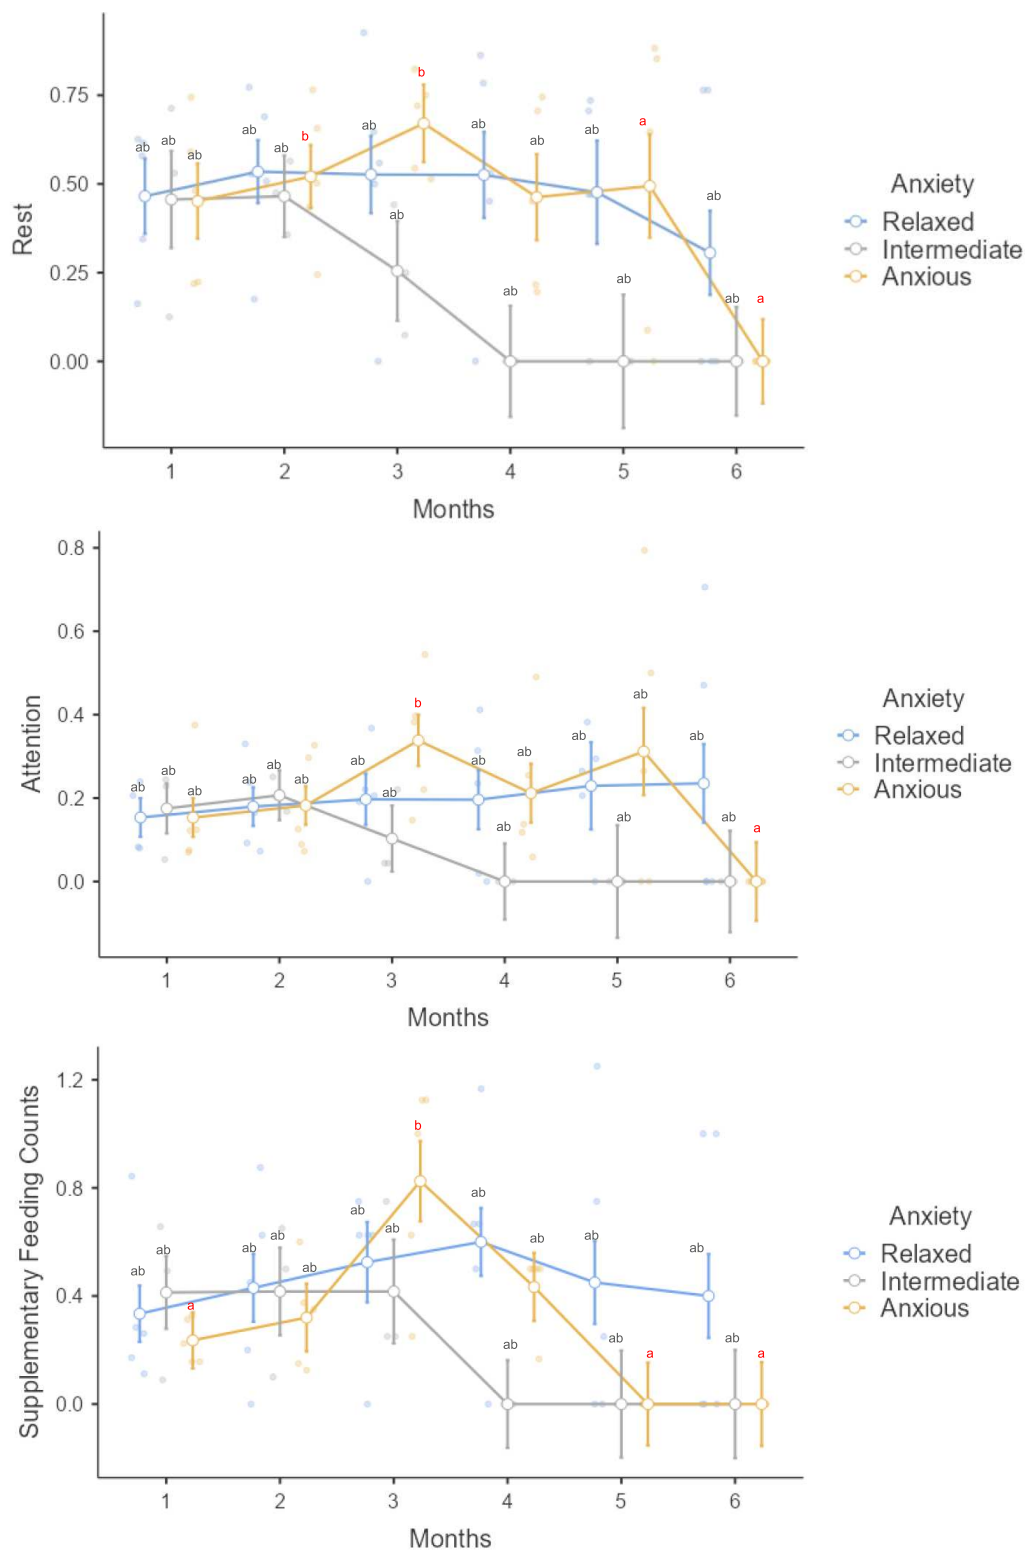 b
0.75
a
ab ab ab ab
ab ab b ab ab
0.50
Anxiety
Rest
ab ab
Relaxed
Intermediate
Anxious
0.25
ab ab ab a
0.00
1 2 3 4 5 6
Months
0.8
0.6
Anxiety
ab
0.4
b
Attention
Relaxed
Intermediate
Anxious
ab ab ab
ab ab ab ab
0.2
ab ab ab ab ab
ab ab a
0.0
1 2 3 4 5 6
Months
1.2
b
Supplementary Feeding Counts
0.8
ab
Anxiety
ab
ab ab ab ab ab
ab ab ab
Relaxed
Intermediate
Anxious
0.4
a
ab ab ab
a a
0.0
1 2 3 4 5 6
Months